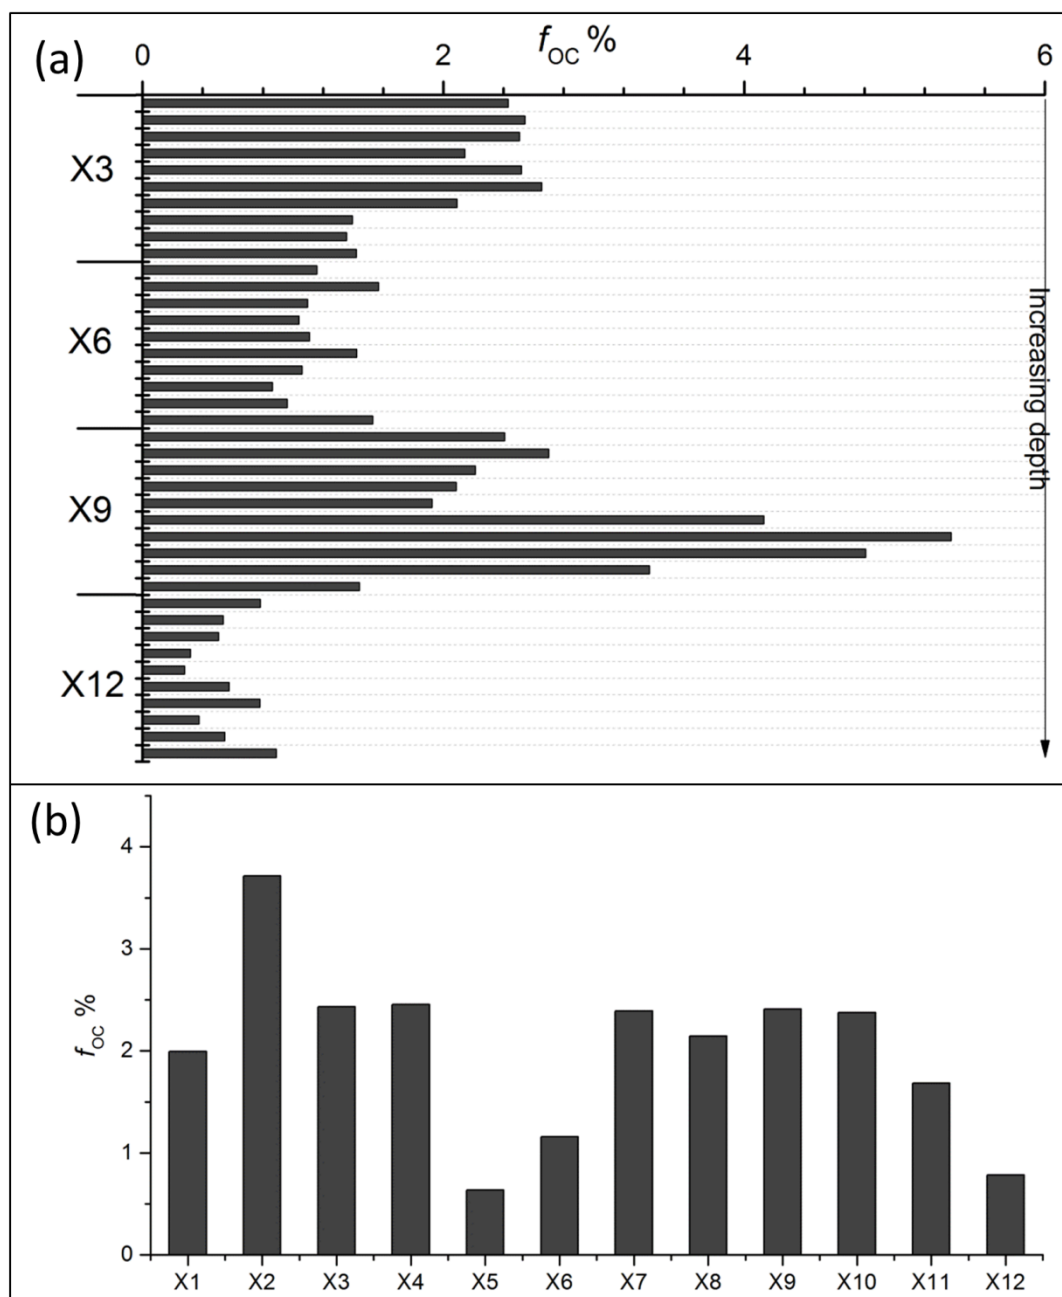 (a)
f_OC %
0 2 4 6
X3
X6
X9
X12
Increasing depth
(b)
f_OC %
4
3
2
1
0
X1 X2 X3 X4 X5 X6 X7 X8 X9 X10 X11 X12